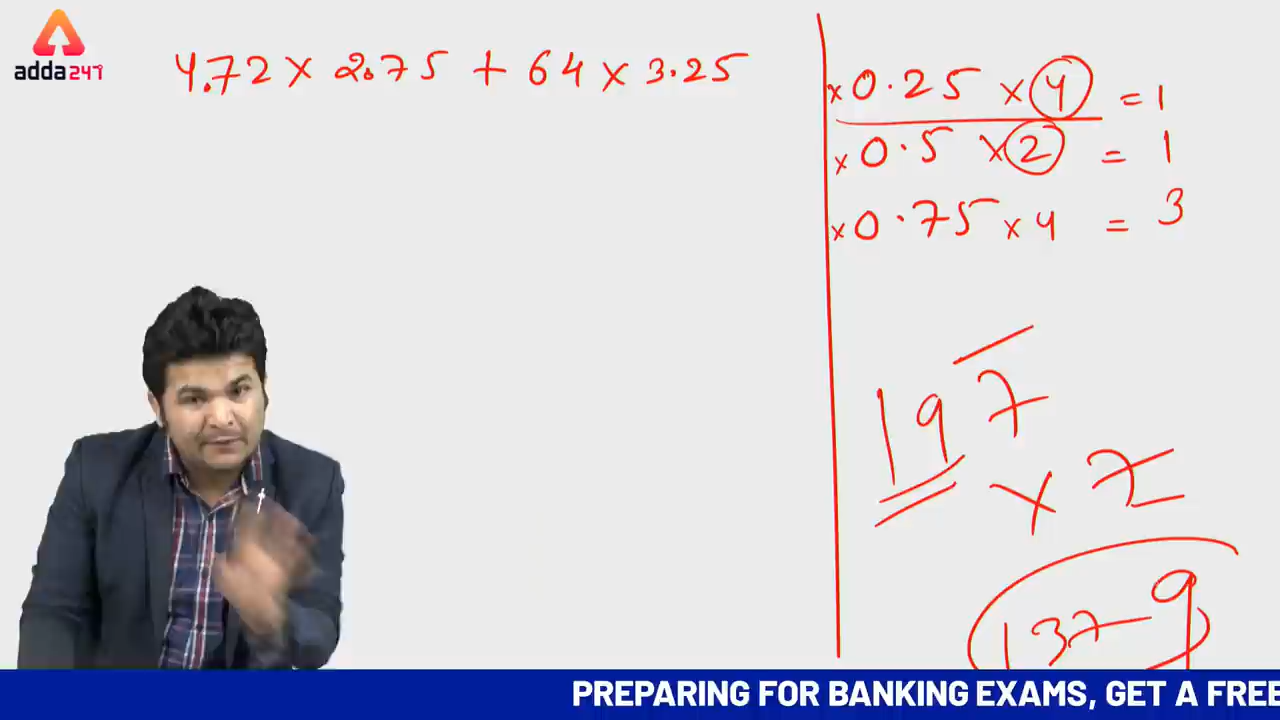 adda247
4.72 × 2.75 + 64 × 3.25
× 0.25 × 4 = 1
× 0.5 × 2 = 1
× 0.75 × 4 = 3
197
× 7
137 9
PREPARING FOR BANKING EXAMS, GET A FREE